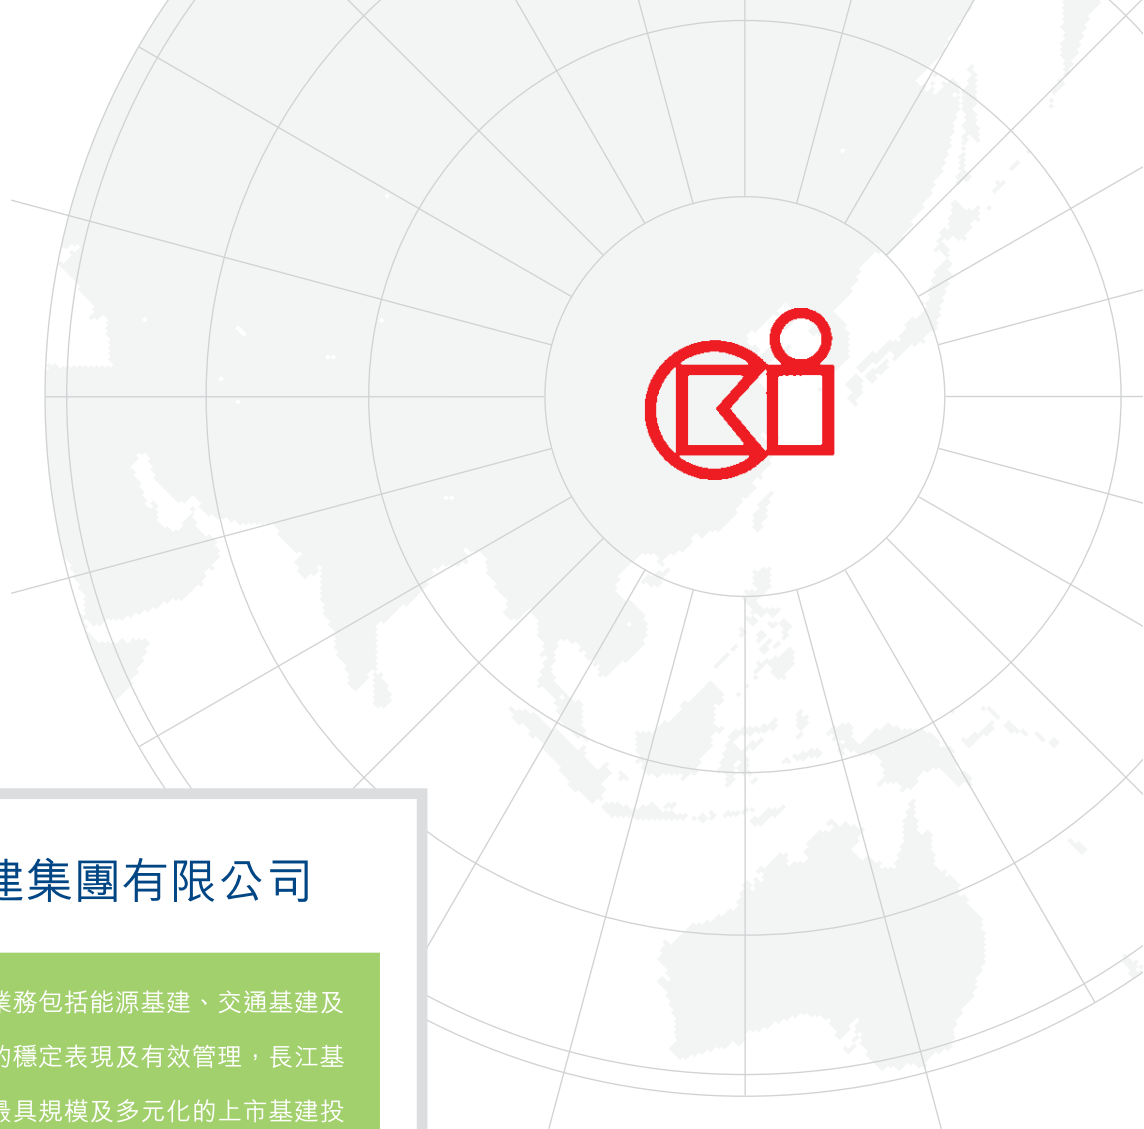 CKi
建集團有限公司
業務包括能源基建、交通基建及
的穩定表現及有效管理，長江基
最具規模及多元化的上市基建投